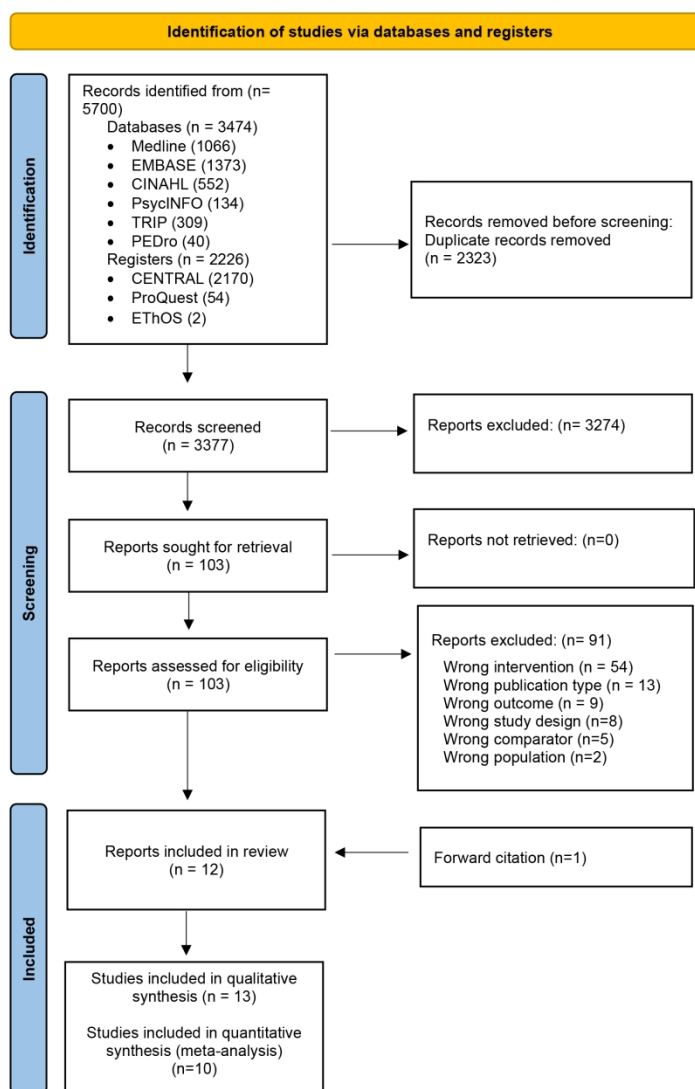 Identification of studies via databases and registers
Identification
Records identified from (n=
5700)
Databases (n = 3474)
• Medline (1066)
• EMBASE (1373)
• CINAHL (552)
• PsycINFO (134)
• TRIP (309)
• PEDro (40)
Registers (n = 2226)
• CENTRAL (2170)
• ProQuest (54)
• EThOS (2)
Records removed before screening:
Duplicate records removed
(n = 2323)
Screening
Records screened
(n = 3377)
Reports excluded: (n= 3274)
Reports sought for retrieval
(n = 103)
Reports not retrieved: (n=0)
Reports assessed for eligibility
(n = 103)
Reports excluded: (n= 91)
Wrong intervention (n = 54)
Wrong publication type (n = 13)
Wrong outcome (n = 9)
Wrong study design (n=8)
Wrong comparator (n=5)
Wrong population (n=2)
Included
Reports included in review
(n = 12)
Forward citation (n=1)
Studies included in qualitative
synthesis (n = 13)
Studies included in quantitative
synthesis (meta-analysis)
(n=10)